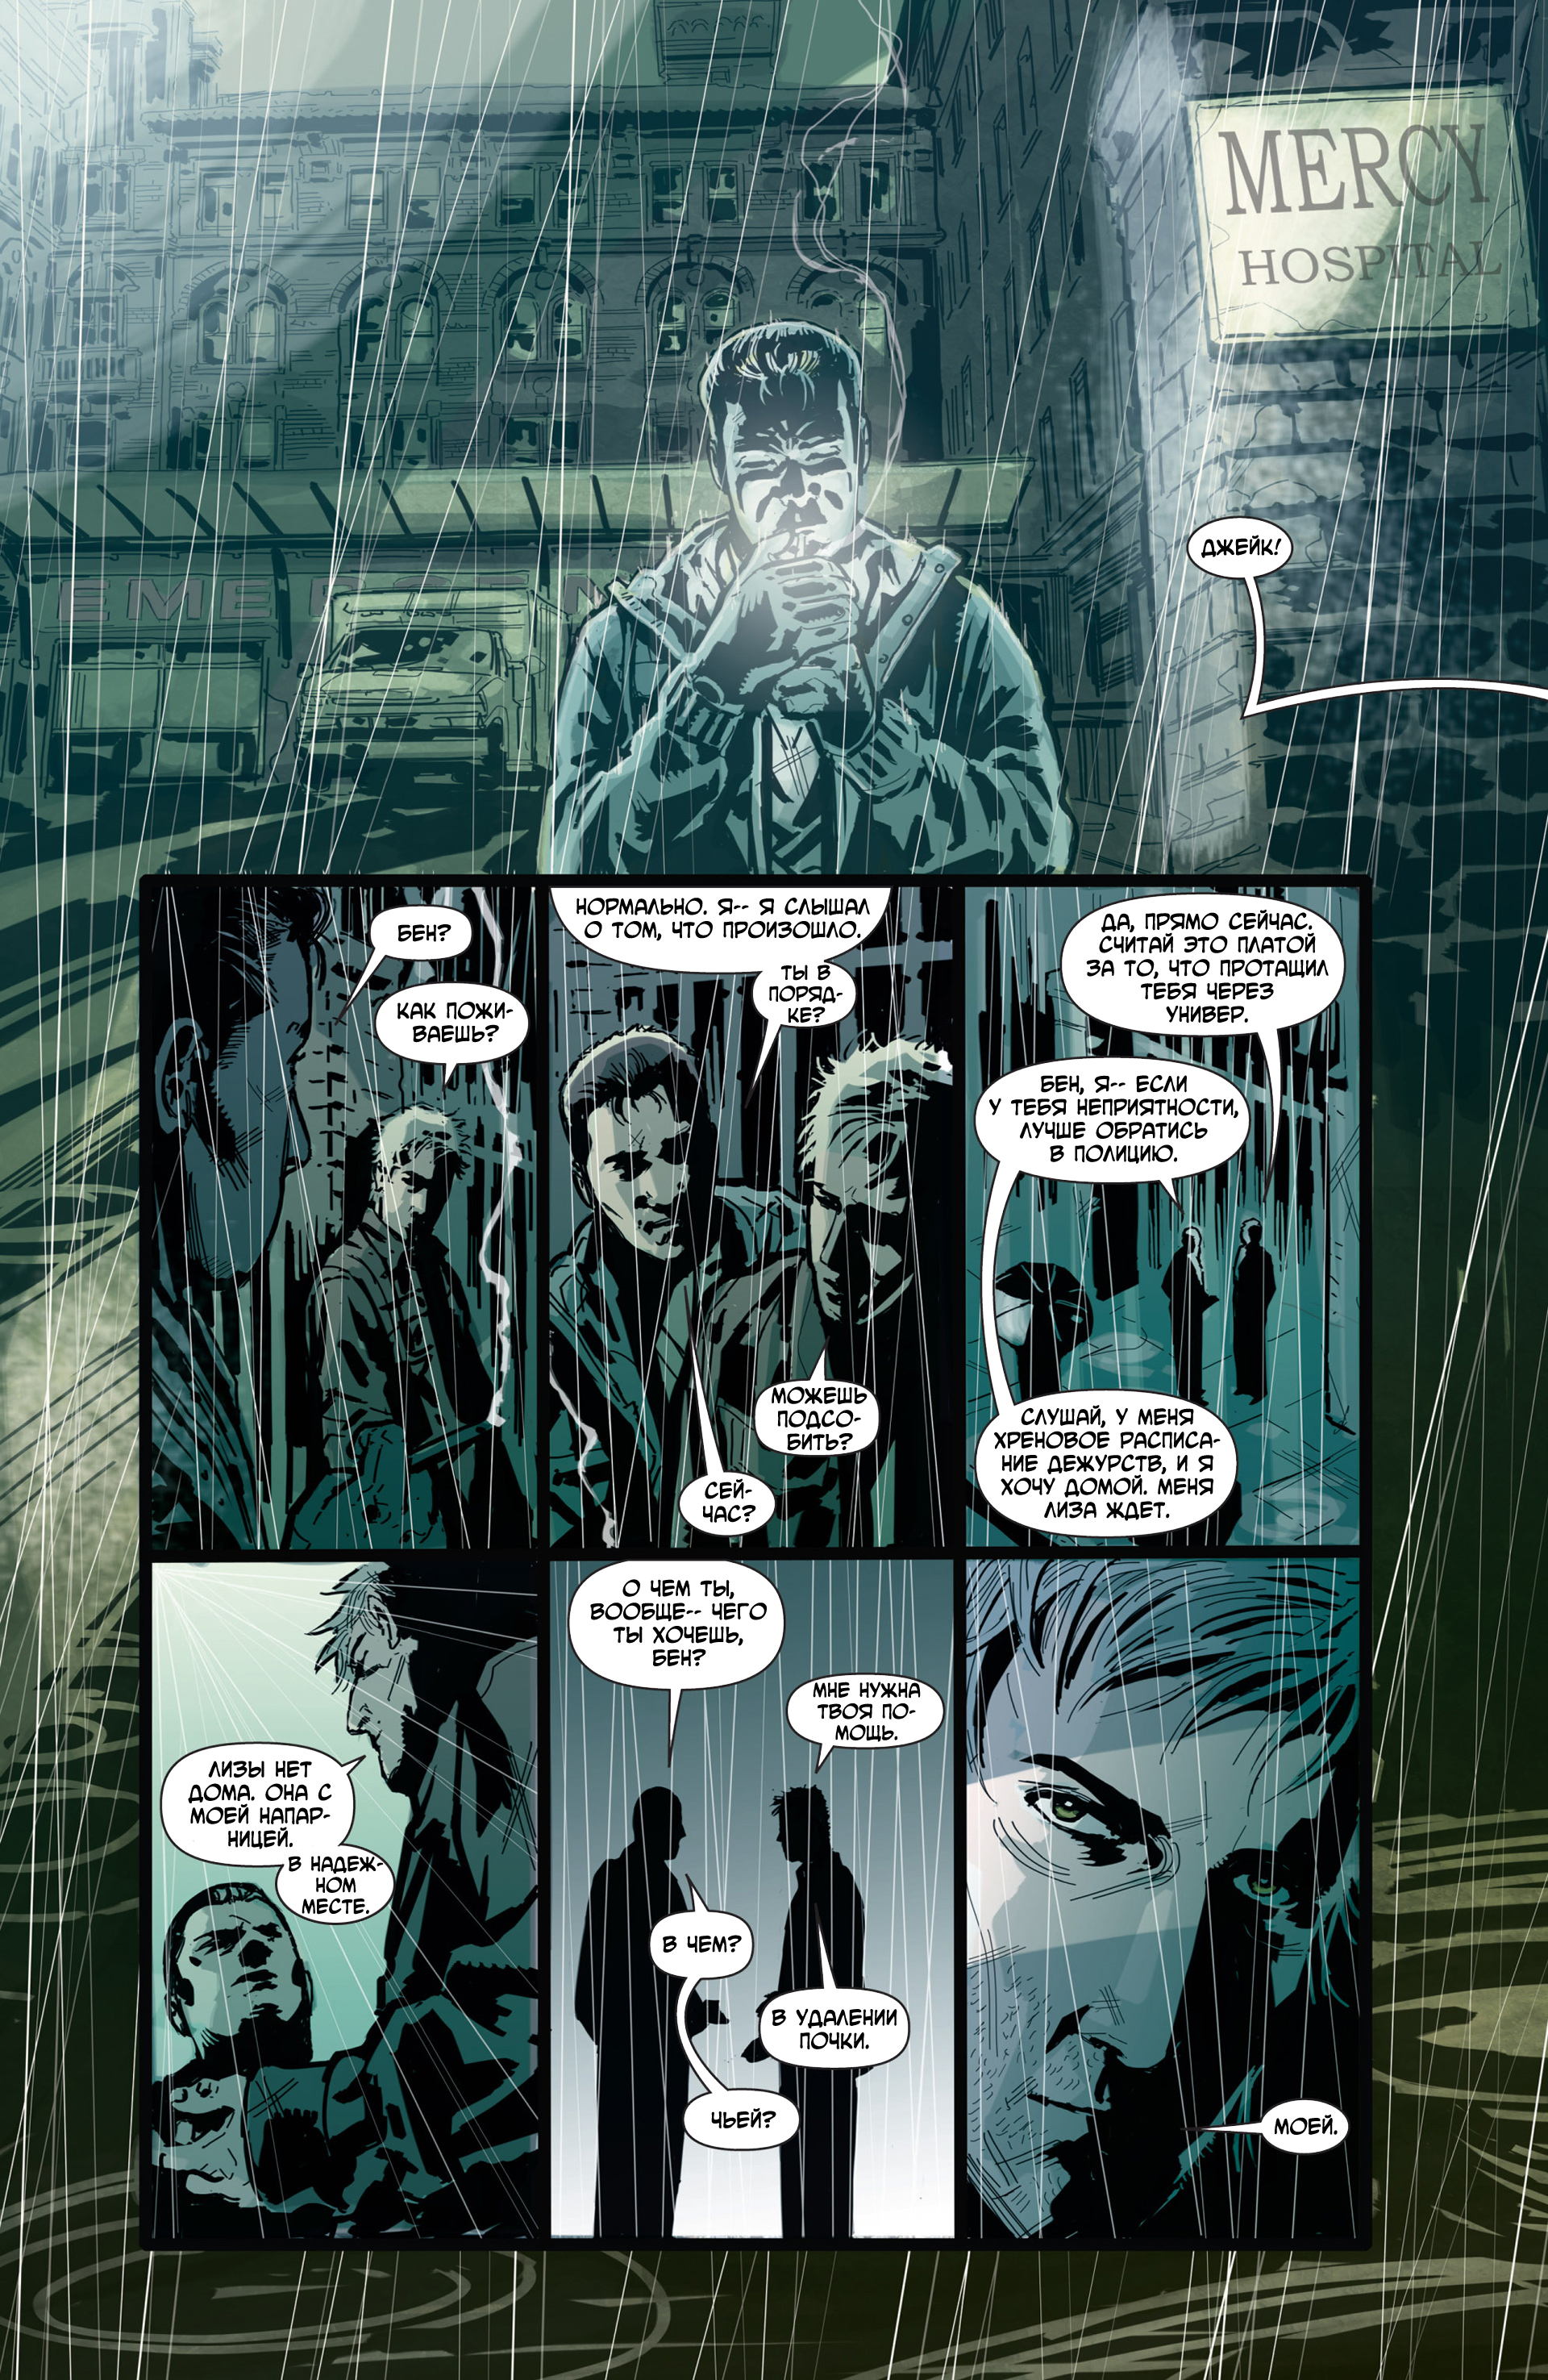 MERCY
HOSPITAL
EMERGEN
ДЖЕЙК!
БЕН?
КАК ПОЖИ-
ВАЕШЬ?
НОРМАЛЬНО. Я-- Я СЛЫШАЛ
О ТОМ, ЧТО ПРОИЗОШЛО.
ТЫ В
ПОРЯД-
КЕ?
МОЖЕШЬ
ПОДСО-
БИТЬ?
СЕЙ-
ЧАС?
ДА, ПРЯМО СЕЙЧАС.
СЧИТАЙ ЭТО ПЛАТОЙ
ЗА ТО, ЧТО ПРОТАЩИЛ
ТЕБЯ ЧЕРЕЗ
УНИВЕР.
БЕН, Я-- ЕСЛИ
У ТЕБЯ НЕПРИЯТНОСТИ,
ЛУЧШЕ ОБРАТИСЬ
В ПОЛИЦИЮ.
СЛУШАЙ, У МЕНЯ
ХРЕНОВОЕ РАСПИСА-
НИЕ ДЕЖУРСТВ, И Я
ХОЧУ ДОМОЙ. МЕНЯ
ЛИЗА ЖДЕТ.
ЛИЗЫ НЕТ
ДОМА. ОНА С
МОЕЙ НАПАР-
НИЦЕЙ.
В НАДЕЖ-
НОМ
МЕСТЕ.
О ЧЕМ ТЫ,
ВООБЩЕ-- ЧЕГО
ТЫ ХОЧЕШЬ,
БЕН?
МНЕ НУЖНА
ТВОЯ ПО-
МОЩЬ.
В ЧЕМ?
В УДАЛЕНИИ
ПОЧКИ.
ЧЬЕЙ?
МОЕЙ.